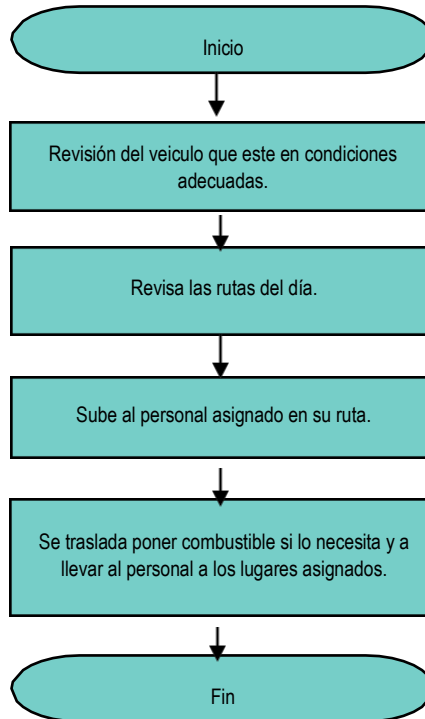 Inicio
Revisión del veiculo que este en condiciones
adecuadas.
Revisa las rutas del día.
Sube al personal asignado en su ruta.
Se traslada poner combustible si lo necesita y a
llevar al personal a los lugares asignados.
Fin